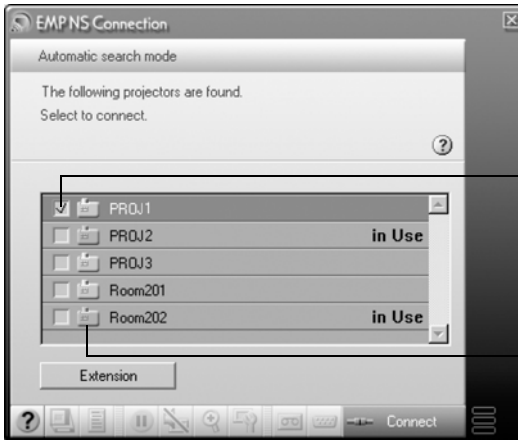 EMP NS Connection
Automatic search mode
The following projectors are found.
Select to connect.
PROJ1
PROJ2 in Use
PROJ3
Room201
Room202 in Use
Extension
Connect